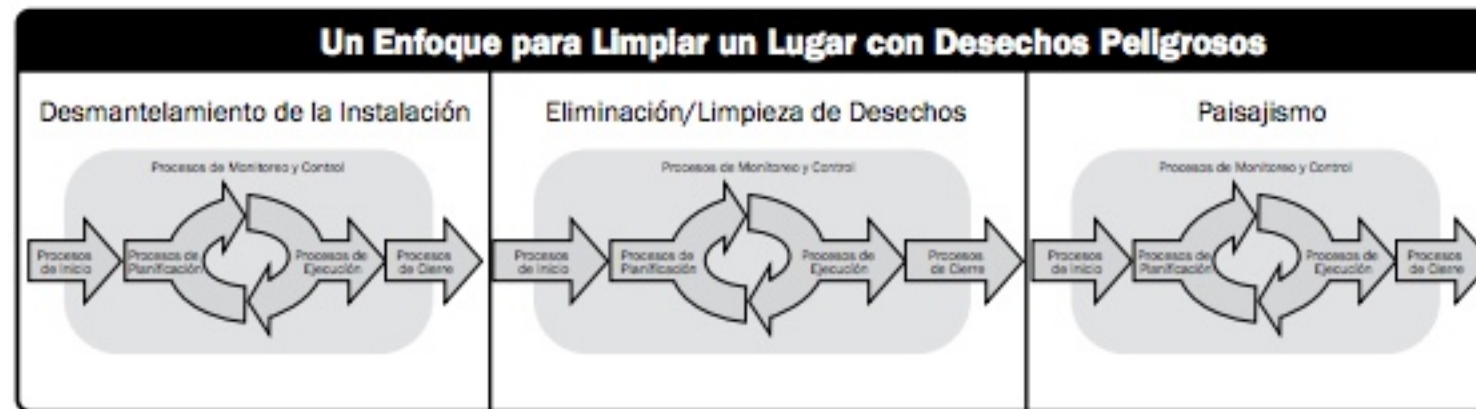 Un Enfoque para Limpiar un Lugar con Desechos Peligrosos
Desmantelamiento de la Instalación
Procesos de Monitoreo y Control
Procesos
de Inicio
Procesos de
Planificación
Procesos de
Ejecución
Procesos
de Cierre
Eliminación/Limpieza de Desechos
Procesos de Monitoreo y Control
Procesos
de Inicio
Procesos de
Planificación
Procesos de
Ejecución
Procesos
de Cierre
Paisajismo
Procesos de Monitoreo y Control
Procesos
de Inicio
Procesos de
Planificación
Procesos de
Ejecución
Procesos
de Cierre